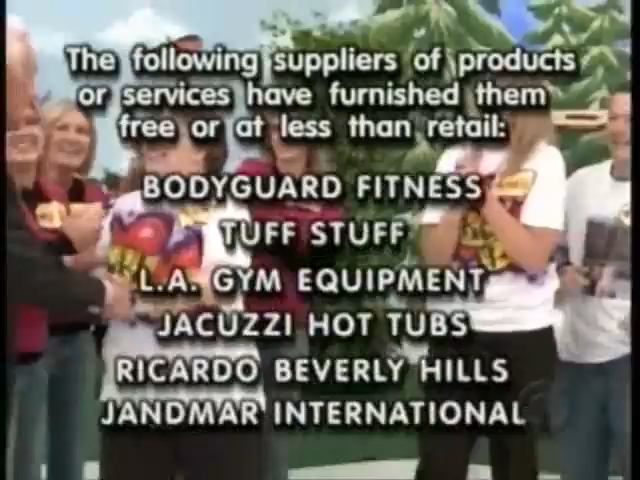 The following suppliers of products
or services have furnished them
free or at less than retail:
BODYGUARD FITNESS
TUFF STUFF
L.A. GYM EQUIPMENT
JACUZZI HOT TUBS
RICARDO BEVERLY HILLS
JANDMAR INTERNATIONAL